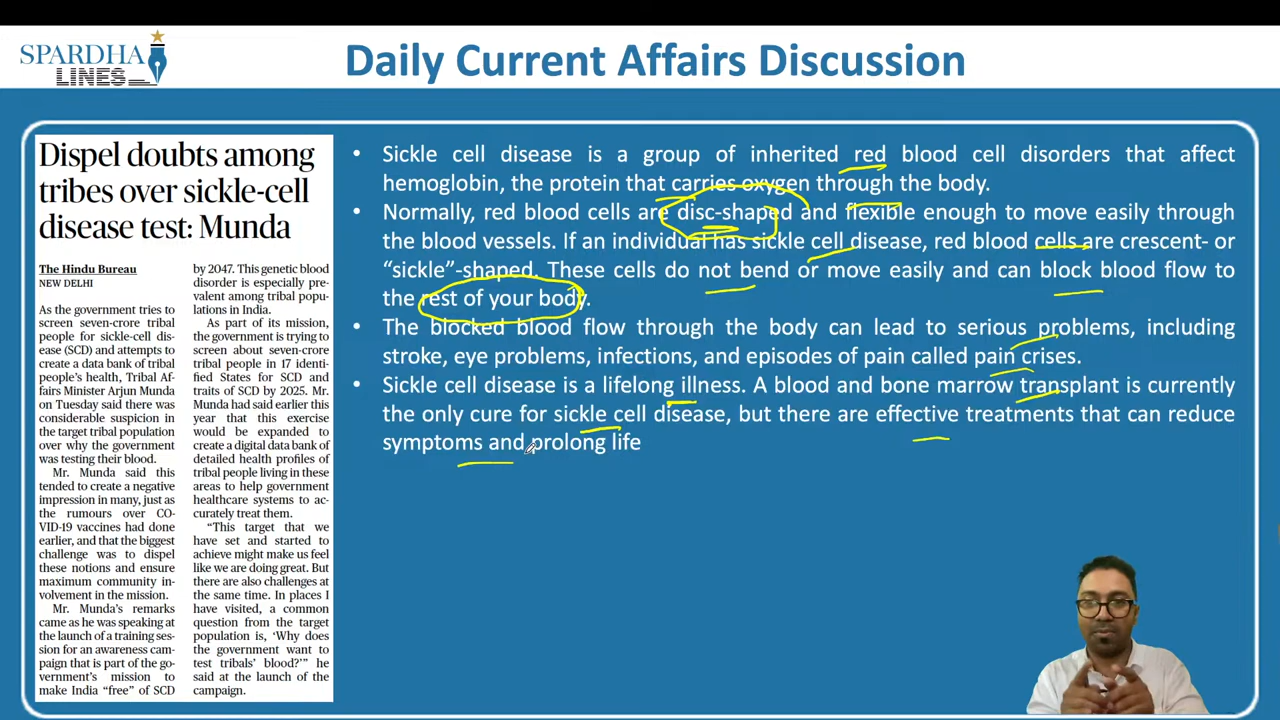 SPARDHA
LINES
Daily Current Affairs Discussion
Dispel doubts among
tribes over sickle-cell
disease test: Munda
The Hindu Bureau
NEW DELHI
As the government tries to
screen seven-crore tribal
people for sickle-cell dis-
ease (SCD) and attempts to
create a data bank of tribal
people's health, Tribal Af-
fairs Minister Arjun Munda
on Tuesday said there was
considerable suspicion in
the target tribal population
over why the government
was testing their blood.
Mr. Munda said this
tended to create a negative
impression in many, just as
the rumours over CO-
VID-19 vaccines had done
earlier, and that the biggest
challenge was to dispel
these notions and ensure
maximum community in-
volvement in the mission.
Mr. Munda's remarks
came as he was speaking at
the launch of a training ses-
sion for an awareness cam-
paign that is part of the go-
vernment's mission to
make India “free” of SCD
by 2047. This genetic blood
disorder is especially pre-
valent among tribal popu-
lations in India.
As part of its mission,
the government is trying to
screen about seven-crore
tribal people in 17 identi-
fied States for SCD and
traits of SCD by 2025. Mr.
Munda had said earlier this
year that this exercise
would be expanded to
create a digital data bank of
detailed health profiles of
tribal people living in these
areas to help government
healthcare systems to ac-
curately treat them.
“This target that we
have set and started to
achieve might make us feel
like we are doing great. But
there are also challenges at
the same time. In places I
have visited, a common
question from the target
population is, ‘Why does
the government want to
test tribals’ blood?’” he
said at the launch of the
campaign.
• Sickle cell disease is a group of inherited red blood cell disorders that affect
hemoglobin, the protein that carries oxygen through the body.
• Normally, red blood cells are disc-shaped and flexible enough to move easily through
the blood vessels. If an individual has sickle cell disease, red blood cells are crescent- or
“sickle”-shaped. These cells do not bend or move easily and can block blood flow to
the rest of your body.
• The blocked blood flow through the body can lead to serious problems, including
stroke, eye problems, infections, and episodes of pain called pain crises.
• Sickle cell disease is a lifelong illness. A blood and bone marrow transplant is currently
the only cure for sickle cell disease, but there are effective treatments that can reduce
symptoms and prolong life